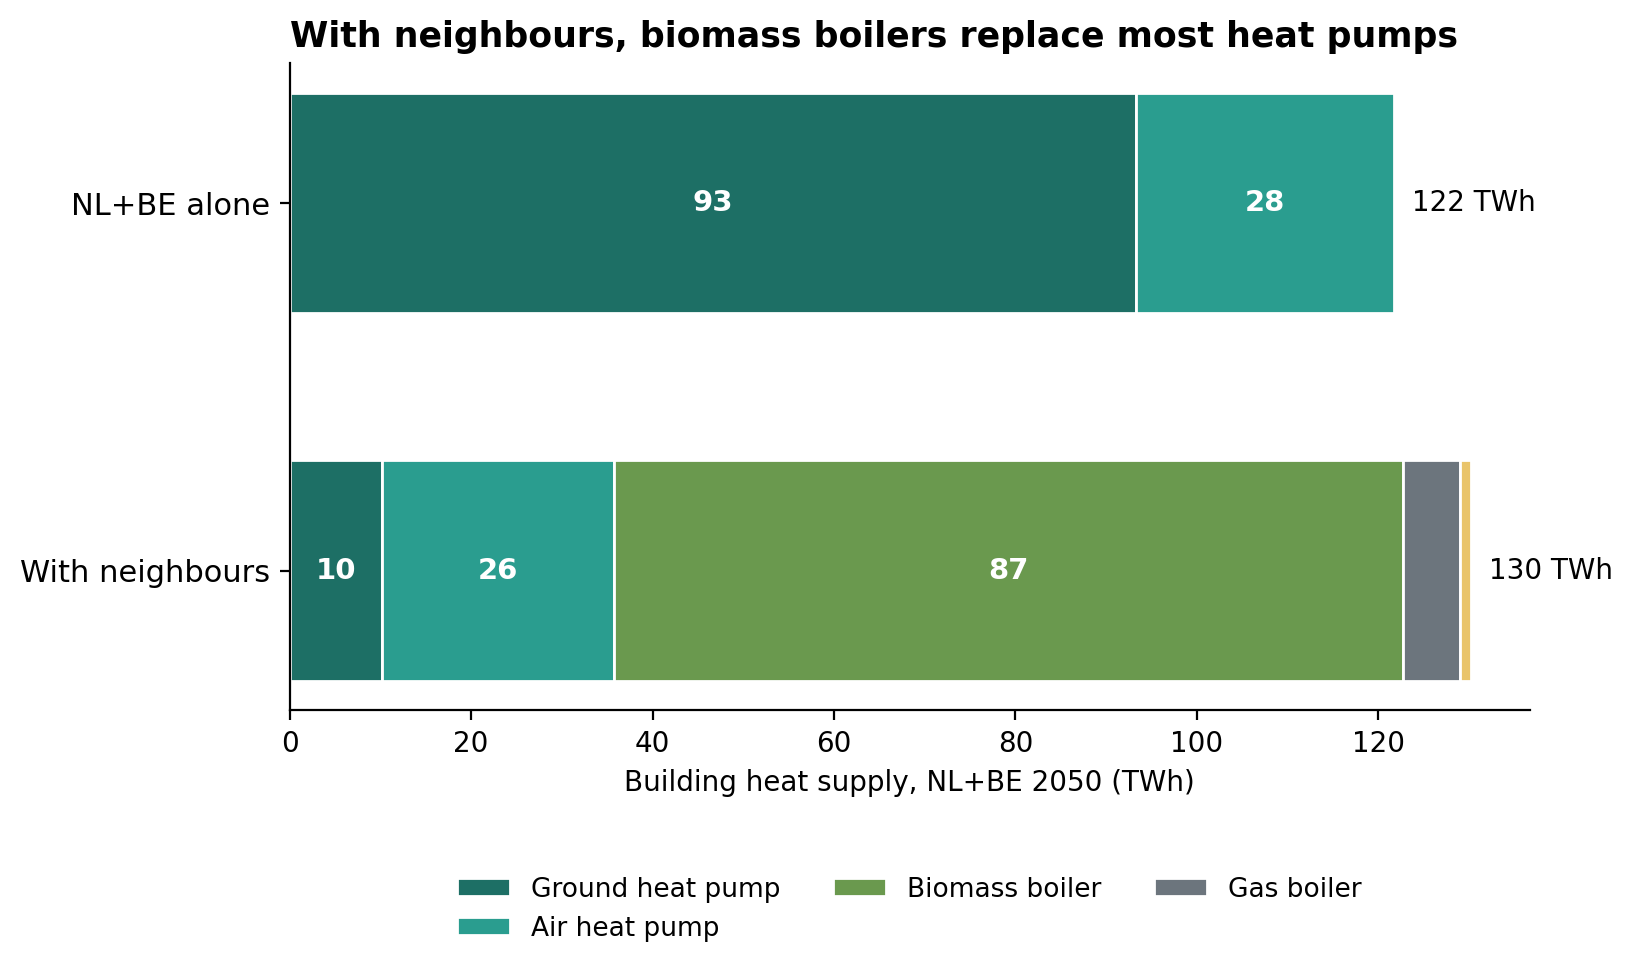 With neighbours, biomass boilers replace most heat pumps
NL+BE alone
93
28
122 TWh
With neighbours
10
26
87
130 TWh
0
20
40
60
80
100
120
Building heat supply, NL+BE 2050 (TWh)
Ground heat pump
Biomass boiler
Gas boiler
Air heat pump